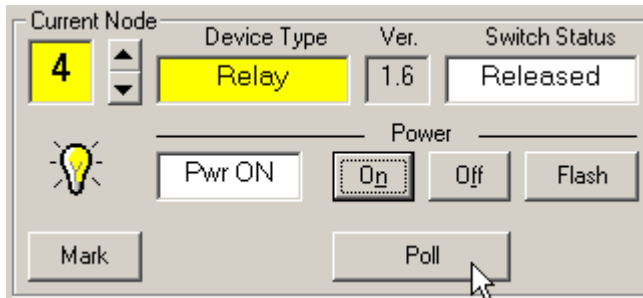 Current Node
Device Type Ver. Switch Status
4 Relay 1.6 Released
Power
Pwr ON On Off Flash
Mark Poll